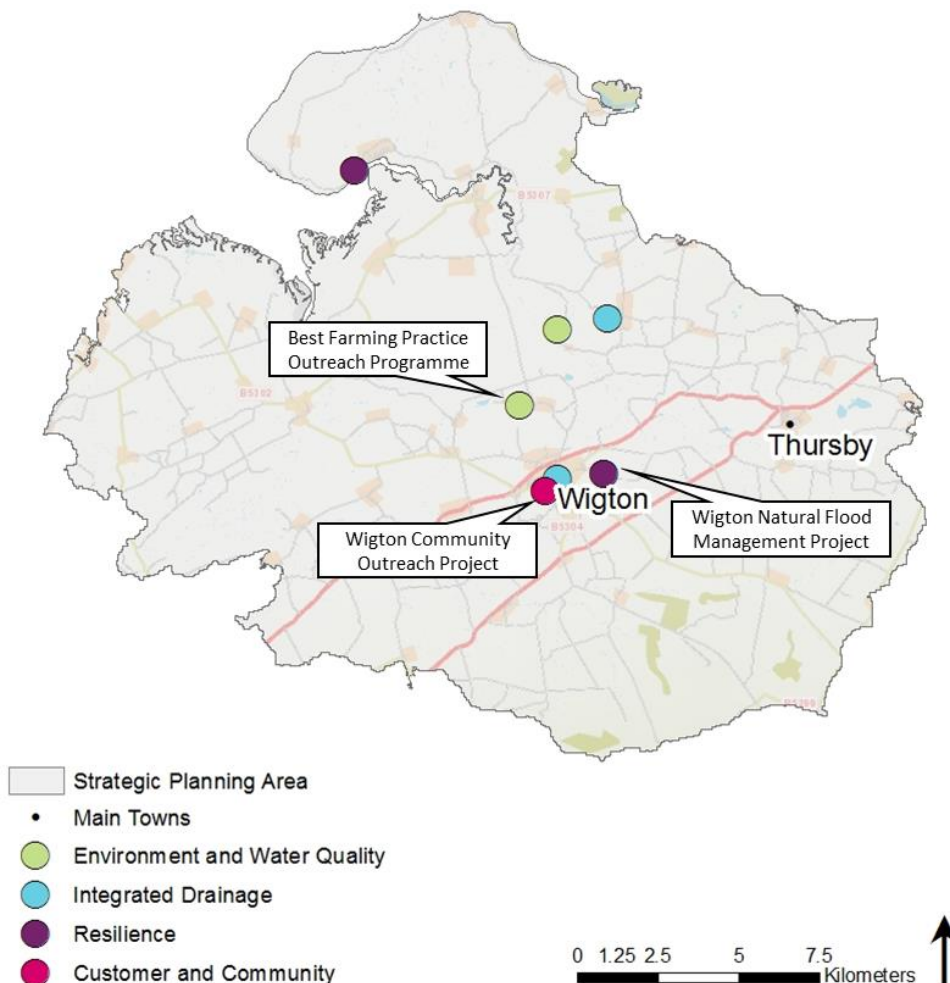 B5307
Best Farming Practice
Outreach Programme
B5302
Thursby
Wigton
Wigton Community
Outreach Project
B5304
Wigton Natural Flood
Management Project
B5299
Strategic Planning Area
Main Towns
Environment and Water Quality
Integrated Drainage
Resilience
Customer and Community
0 1.25 2.5 5 7.5
Kilometers